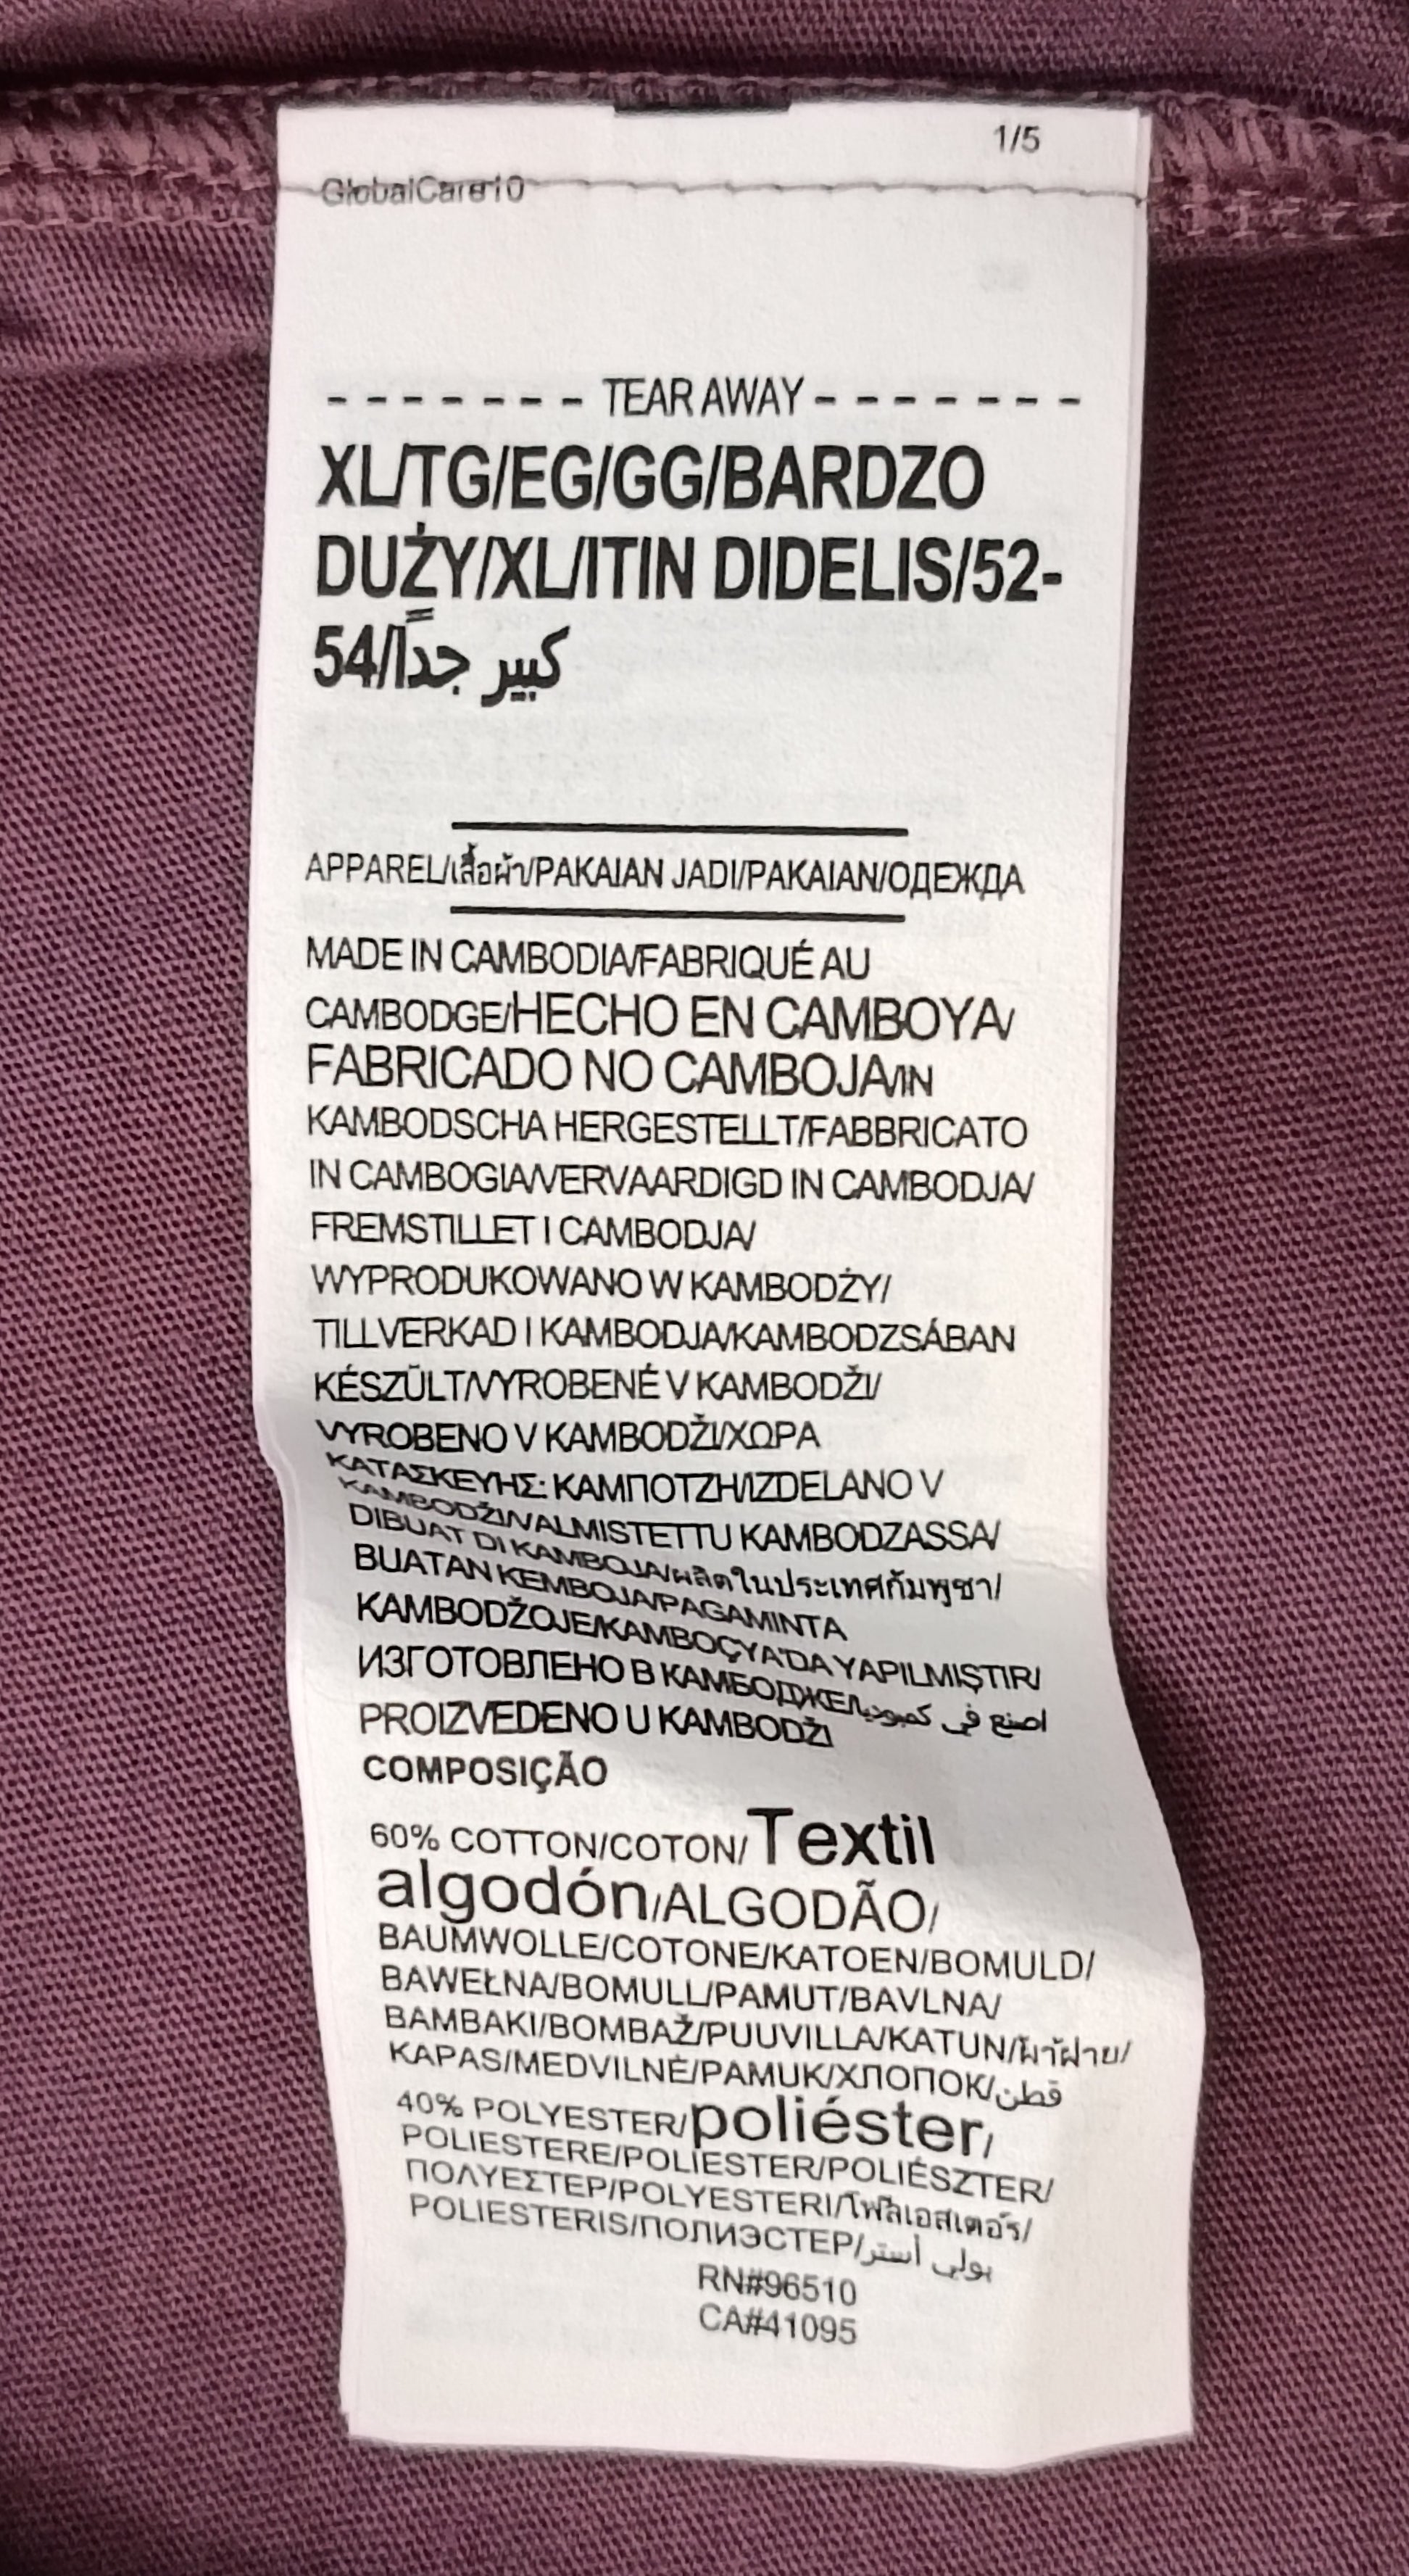 1/5
GlobalCare10
- - - - - - - TEAR AWAY - - - - - - -
XL/TG/EG/GG/BARDZO
DUŻY/XL/ITIN DIDELIS/52-
54/كبير جداً
APPAREL/เสื้อผ้า/PAKAIAN JADI/PAKAIAN/ОДЕЖДА
MADE IN CAMBODIA/FABRIQUÉ AU
CAMBODGE/HECHO EN CAMBOYA/
FABRICADO NO CAMBOJA/IN
KAMBODSCHA HERGESTELLT/FABBRICATO
IN CAMBOGIA/VERVAARDIGD IN CAMBODJA/
FREMSTILLET I CAMBODJA/
WYPRODUKOWANO W KAMBODŻY/
TILLVERKAD I KAMBODJA/KAMBODZSÁBAN
KÉSZÜLT/VYROBENÉ V KAMBODŽI/
VYROBENO V KAMBODŽI/ΧΩΡΑ
ΚΑΤΑΣΚΕΥΗΣ: ΚΑΜΠΟΤΖΗ/IZDELANO V
KAMBODŽI/VALMISTETTU KAMBODZASSA/
DIBUAT DI KAMBOJA/ผลิตในประเทศกัมพูชา/
BUATAN KEMBOJA/PAGAMINTA
KAMBODŽOJE/KAMBOÇYA'DA YAPILMIŞTIR/
ИЗГОТОВЛЕНО В КАМБОДЖЕ/اصنع في كمبوديا
PROIZVEDENO U KAMBODŽI
COMPOSIÇÃO
60% COTTON/COTON/Textil
algodón/ALGODÃO/
BAUMWOLLE/COTONE/KATOEN/BOMULD/
BAWEŁNA/BOMULL/PAMUT/BAVLNA/
BAMBAKI/BOMBAŽ/PUUVILLA/KATUN/ผ้าฝ้าย/
KAPAS/MEDVILNĖ/PAMUK/ХЛОПОК/قطن
40% POLYESTER/poliéster/
POLIESTERE/POLIESTER/POLIÉSZTER/
ΠΟΛΥΕΣΤΕΡ/POLYESTERI/โพลีเอสเตอร์/
POLIESTERIS/ПОЛИЭСТЕР/بولي أستر
RN#96510
CA#41095